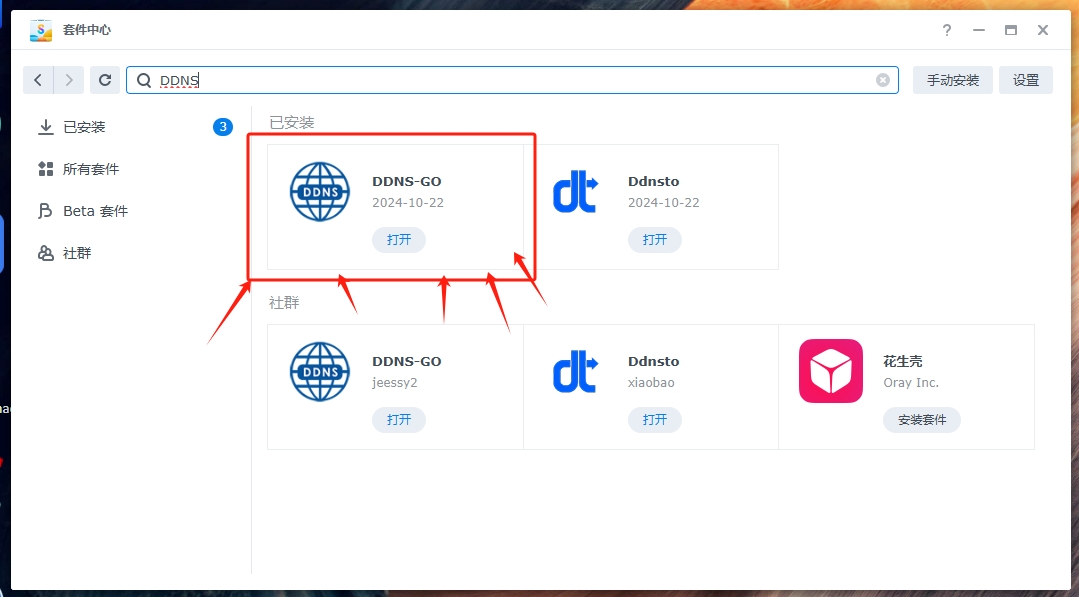 套件中心
DDNS
手动安装
设置
已安装
3
所有套件
Beta 套件
社群
已安装
DDNS
DDNS-GO
2024-10-22
打开
Ddnsto
2024-10-22
打开
社群
DDNS
DDNS-GO
jeessy2
打开
Ddnsto
xiaobao
打开
花生壳
Oray Inc.
安装套件